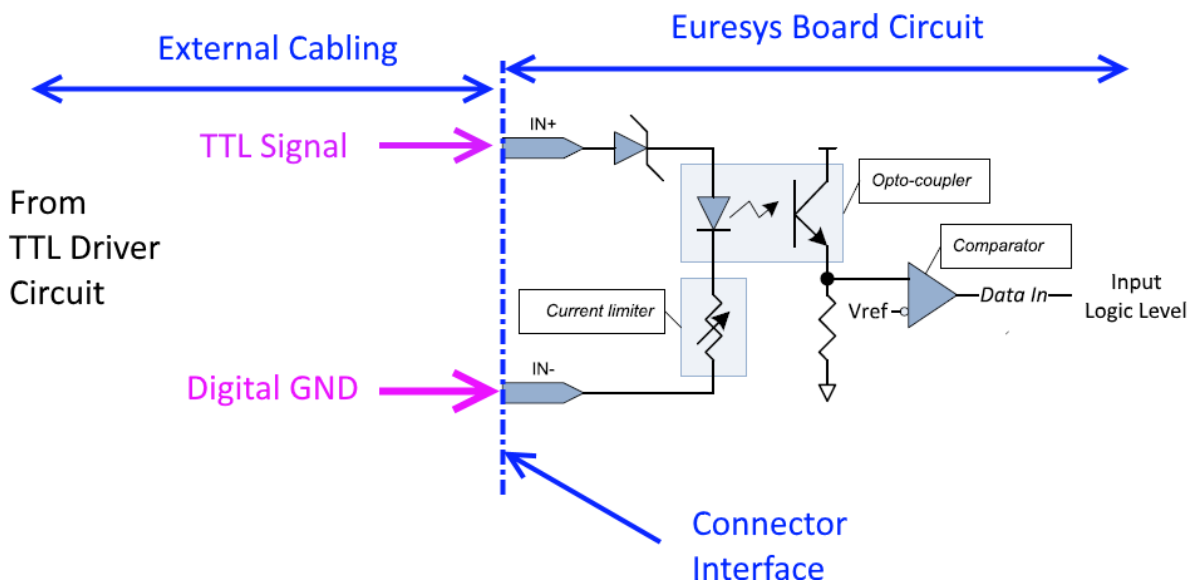 External Cabling
Euresys Board Circuit
IN+
TTL Signal
Opto-coupler
From
TTL Driver
Circuit
Comparator
Current limiter
Vref
Data In
Input
Logic Level
IN-
Digital GND
Connector
Interface